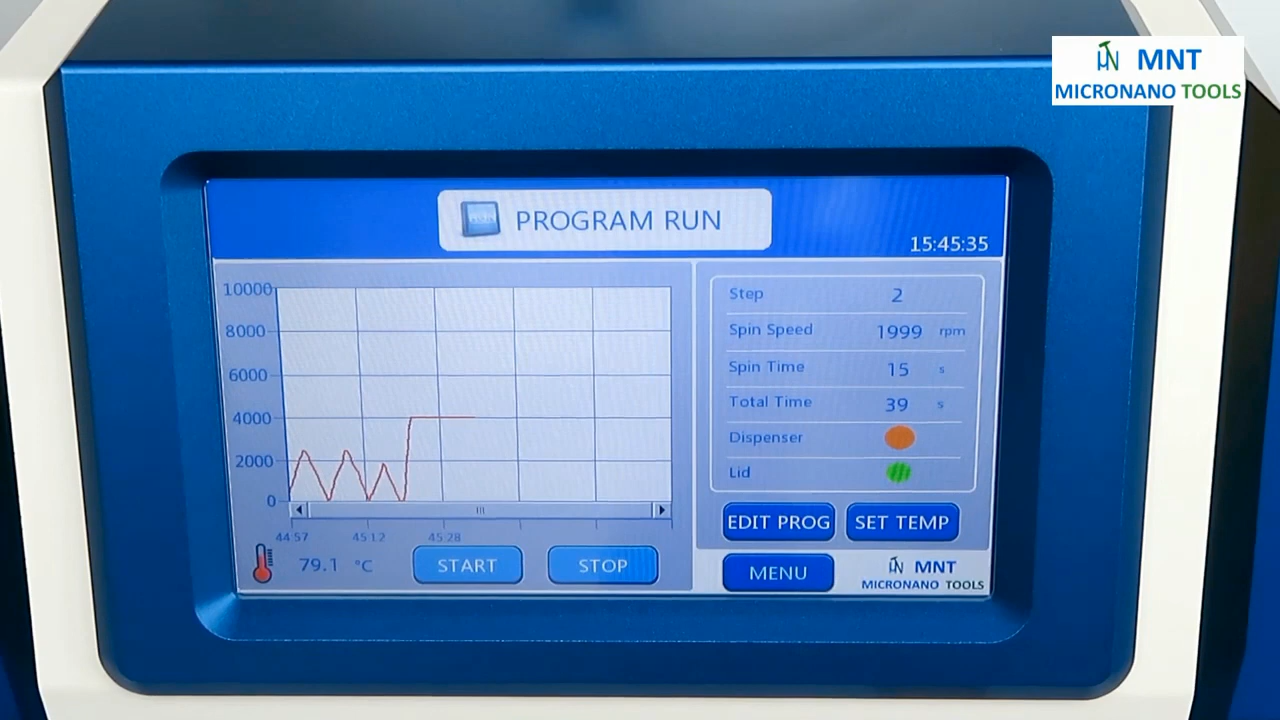 MNT
MICRONANO TOOLS
PROGRAM RUN
15:45:35
10000
8000
6000
4000
2000
0
44:57 45:12 45:28
79.1 °C
START
STOP
Step 2
Spin Speed 1999 rpm
Spin Time 15 s
Total Time 39 s
Dispenser
Lid
EDIT PROG
SET TEMP
MENU
MNT
MICRONANO TOOLS